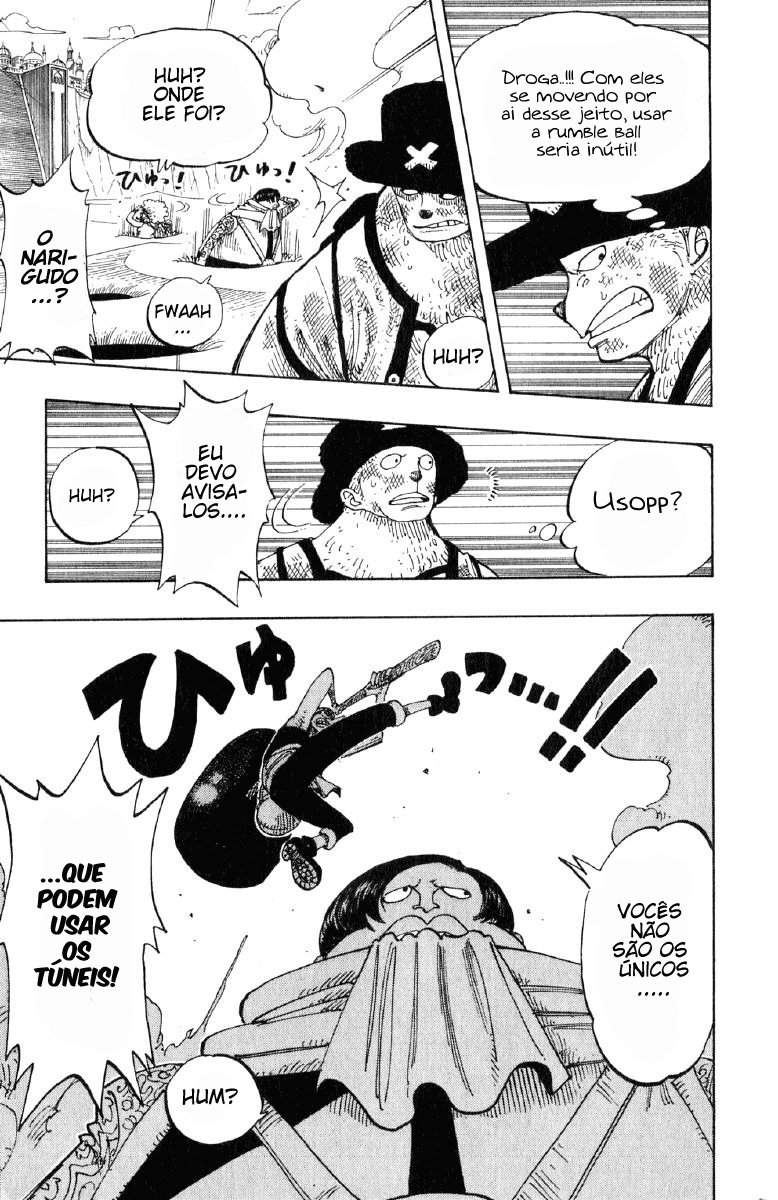 Droga..!!! Com eles
se movendo por
ai desse jeito, usar
a rumble ball
seria inútil!
HUH?
HUH?
ONDE
ELE FOI?
ひゅっ!
ひゅっ!
FWAAH
...
O
NARI-
GUDO
...?
Usopp?
EU
DEVO
AVISA-
LOS....
HUH?
ひゅっ...!!
VOCÊS
NÃO
SÃO OS
ÚNICOS
.....
...QUE
PODEM
USAR
OS
TÚNEIS!
HUM?